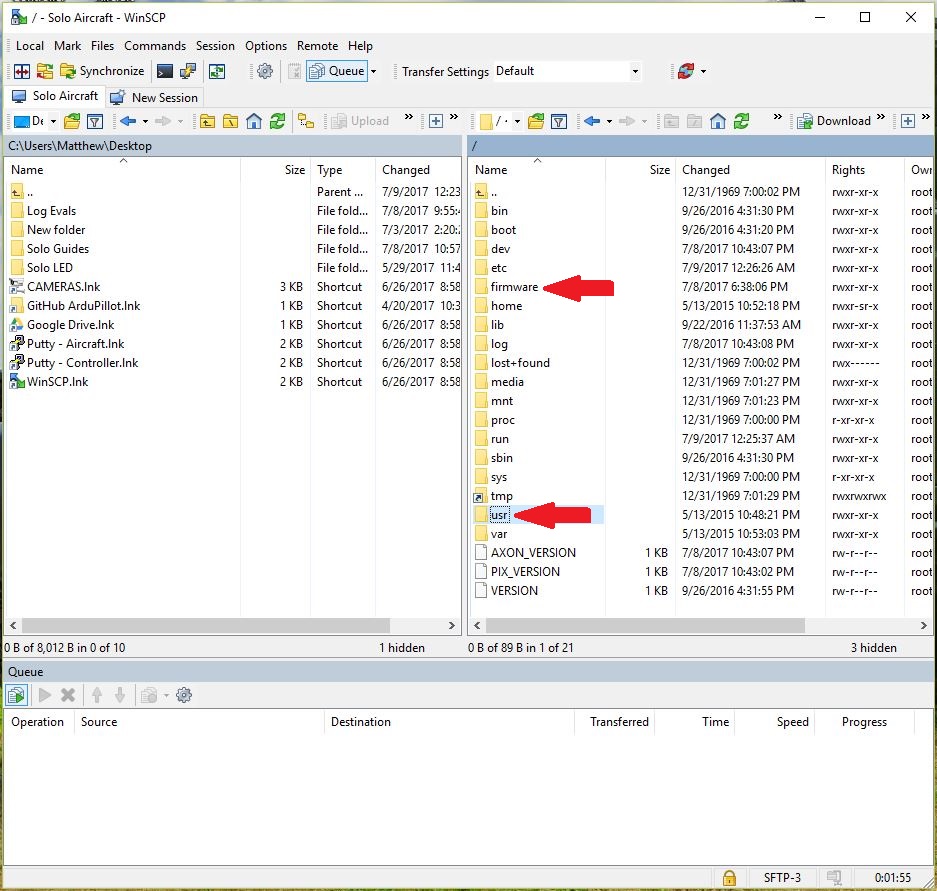 / - Solo Aircraft - WinSCP
Local Mark Files Commands Session Options Remote Help
Synchronize Queue Transfer Settings Default
Solo Aircraft New Session
De Upload » » / Download » »
C:\Users\Matthew\Desktop /
Name Size Type Changed
.. Parent ... 7/9/2017 12:23
Log Evals File fold... 7/8/2017 9:55:4
New folder File fold... 7/3/2017 2:20:
Solo Guides File fold... 7/8/2017 10:57
Solo LED File fold... 5/29/2017 11:4
CAMERAS.lnk 3 KB Shortcut 6/26/2017 8:58
GitHub ArduPilot.lnk 1 KB Shortcut 4/20/2017 10:3
Google Drive.lnk 1 KB Shortcut 6/26/2017 8:58
Putty - Aircraft.lnk 2 KB Shortcut 6/26/2017 8:58
Putty - Controller.lnk 2 KB Shortcut 6/26/2017 8:58
WinSCP.lnk 2 KB Shortcut 6/26/2017 8:58
0 B of 8,012 B in 0 of 10 1 hidden
Name Size Changed Rights Own
.. 12/31/1969 7:00:02 PM rwxr-xr-x root
bin 9/26/2016 4:31:30 PM rwxr-xr-x root
boot 9/26/2016 4:31:20 PM rwxr-xr-x root
dev 7/8/2017 10:43:07 PM rwxr-xr-x root
etc 7/9/2017 12:26:26 AM rwxr-xr-x root
firmware 7/8/2017 6:38:06 PM rwxr-xr-x root
home 5/13/2015 10:52:18 PM rwxr-sr-x root
lib 9/22/2016 11:37:53 AM rwxr-xr-x root
log 7/8/2017 10:43:08 PM rwxr-xr-x root
lost+found 12/31/1969 7:00:02 PM rwx------ root
media 12/31/1969 7:01:27 PM rwxr-xr-x root
mnt 12/31/1969 7:01:23 PM rwxr-xr-x root
proc 12/31/1969 7:00:00 PM r-xr-xr-x root
run 7/9/2017 12:25:37 AM rwxr-xr-x root
sbin 9/26/2016 4:31:30 PM rwxr-xr-x root
sys 12/31/1969 7:00:00 PM r-xr-xr-x root
tmp 12/31/1969 7:01:29 PM rwxrwxrwx root
usr 5/13/2015 10:48:21 PM rwxr-xr-x root
var 5/13/2015 10:53:03 PM rwxr-xr-x root
AXON_VERSION 1 KB 7/8/2017 10:43:07 PM rw-r--r-- root
PIX_VERSION 1 KB 7/8/2017 10:43:02 PM rw-r--r-- root
VERSION 1 KB 9/26/2016 4:31:55 PM rw-r--r-- root
0 B of 89 B in 1 of 21 3 hidden
Queue
Operation Source Destination Transferred Time Speed Progress
SFTP-3 0:01:55